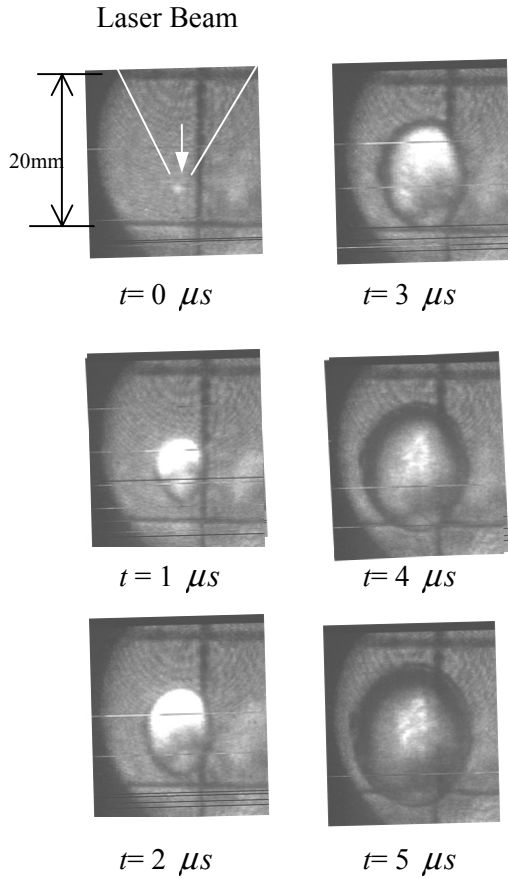 Laser Beam
20mm
t= 0 μs
t= 3 μs
t = 1 μs
t= 4 μs
t= 2 μs
t= 5 μs